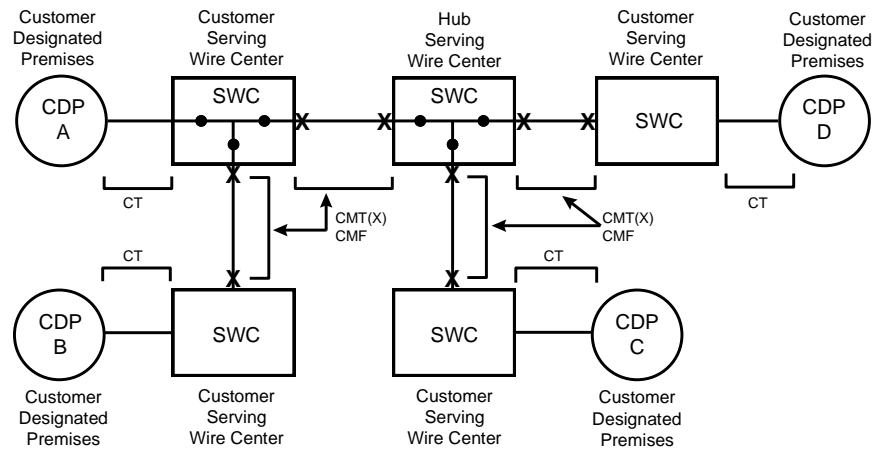 Customer
Designated
Premises
Customer
Serving
Wire Center
Hub
Serving
Wire Center
Customer
Serving
Wire Center
Customer
Designated
Premises
CDP
A
SWC
X
X
SWC
X
X
SWC
CDP
D
X
X
CT
CMT(X)
CMF
CMT(X)
CMF
CT
CT
CT
X
X
CDP
B
SWC
SWC
CDP
C
Customer
Designated
Premises
Customer
Serving
Wire Center
Customer
Serving
Wire Center
Customer
Designated
Premises